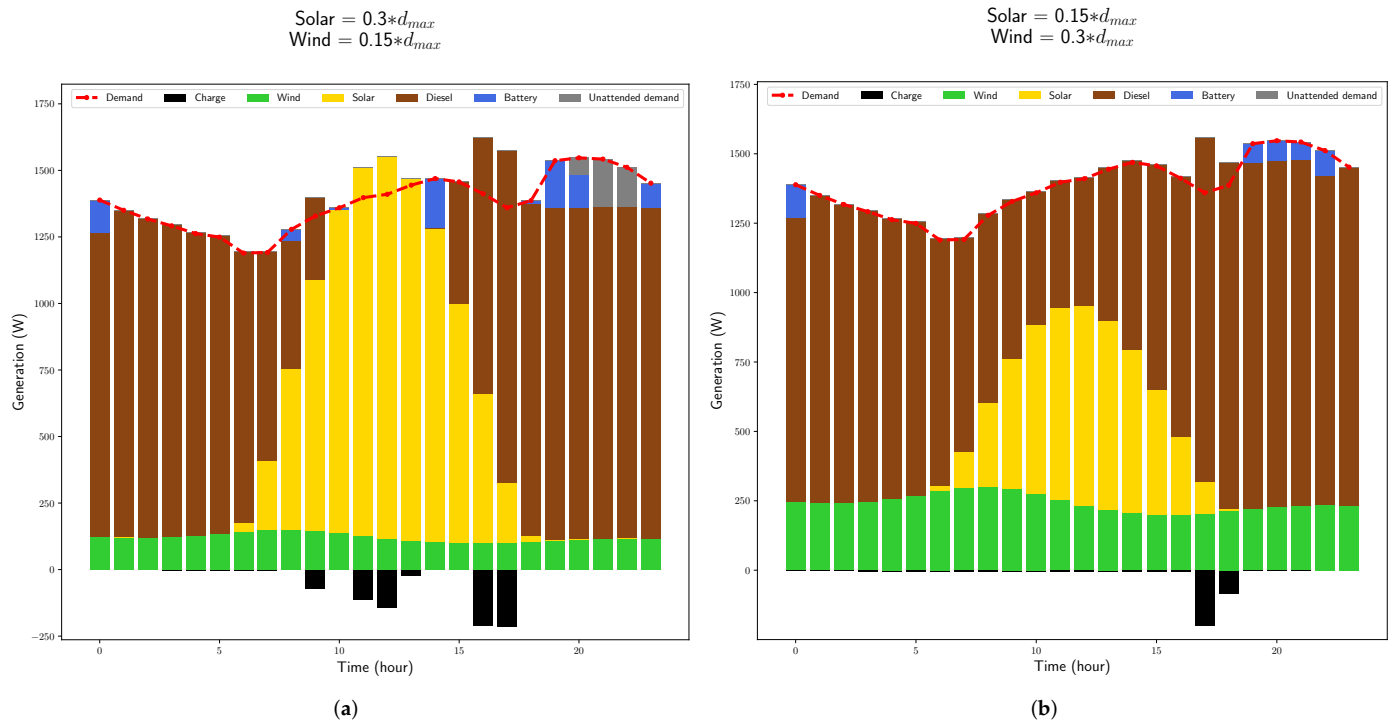 Solar = 0.3*d_max
Wind = 0.15*d_max
Demand Charge Wind Solar Diesel Battery Unattended demand
1750
1500
1250
1000
750
500
250
0
−250
Generation (W)
0 5 10 15 20
Time (hour)
(a)
Solar = 0.15*d_max
Wind = 0.3*d_max
Demand Charge Wind Solar Diesel Battery Unattended demand
1750
1500
1250
1000
750
500
250
0
Generation (W)
0 5 10 15 20
Time (hour)
(b)